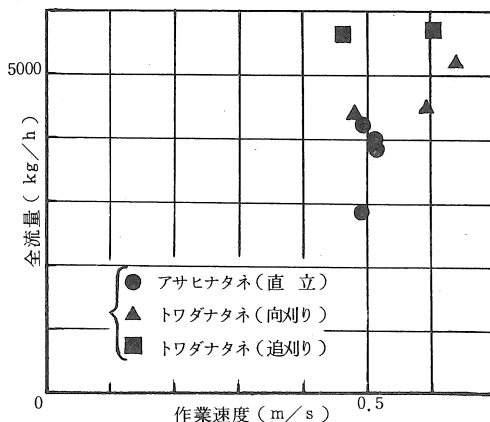 5000
全流量(kg/h)
● アサヒナタネ(直 立)
▲ トワダナタネ(向刈り)
■ トワダナタネ(追刈り)
0
0.5
作業速度(m/s)